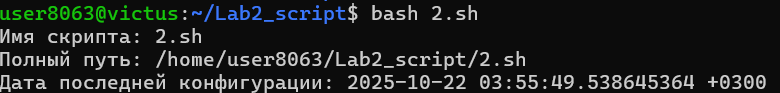 user8063@victus:~/Lab2_script$ bash 2.sh
Имя скрипта: 2.sh
Полный путь: /home/user8063/Lab2_script/2.sh
Дата последней конфигурации: 2025-10-22 03:55:49.538645364 +0300